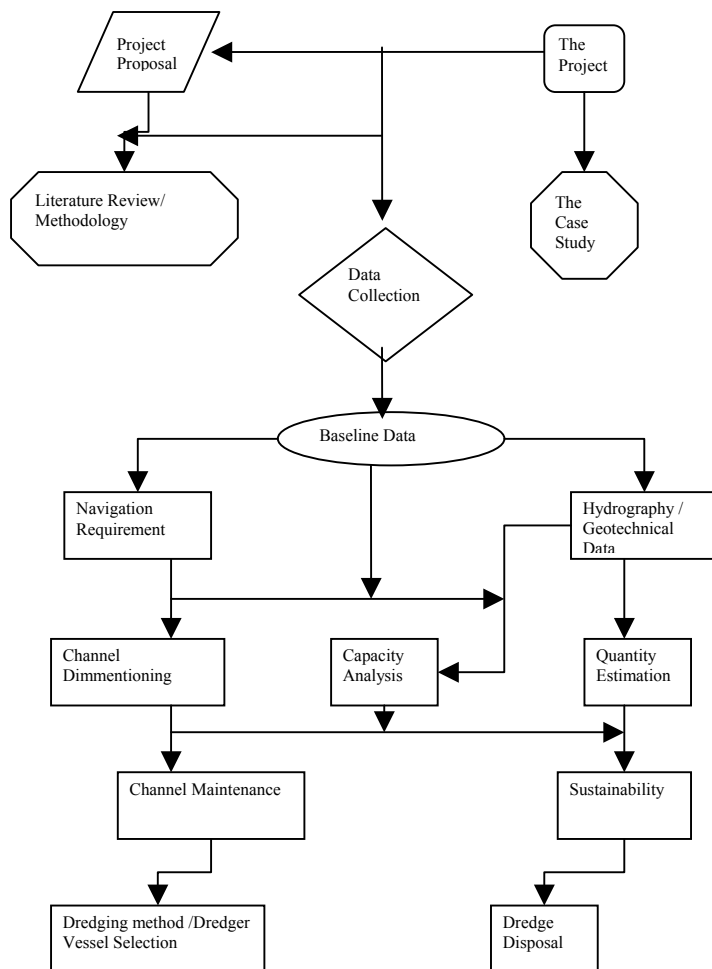 Project
Proposal
The
Project
Literature Review/
Methodology
The
Case
Study
Data
Collection
Baseline Data
Navigation
Requirement
Hydrography /
Geotechnical
Data
Channel
Dimmentioning
Capacity
Analysis
Quantity
Estimation
Channel Maintenance
Sustainability
Dredging method /Dredger
Vessel Selection
Dredge
Disposal